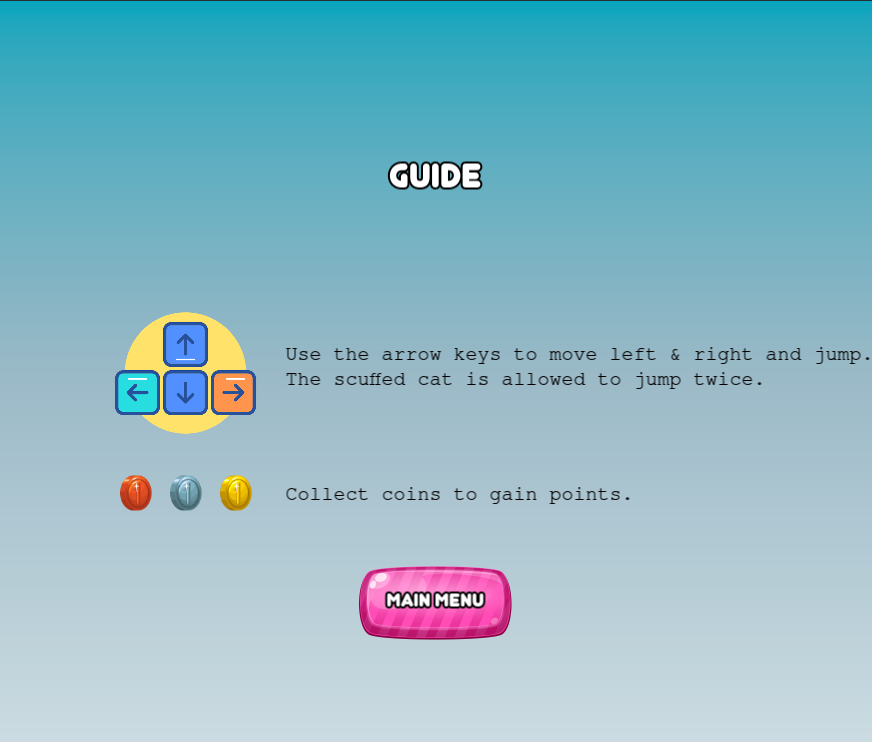 GUIDE
Use the arrow keys to move left & right and jump.
The scuffed cat is allowed to jump twice.
Collect coins to gain points.
MAIN MENU